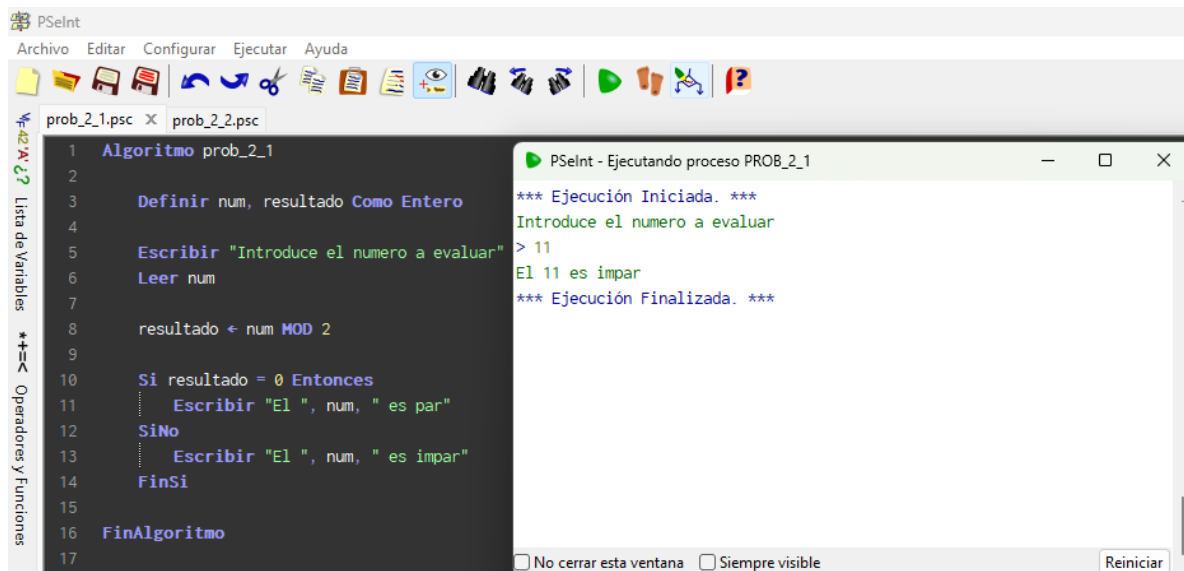 PSeInt
Archivo Editar Configurar Ejecutar Ayuda
prob_2_1.psc X prob_2_2.psc
*+=< Operadores y Funciones
42 'A' ¿? Lista de Variables
1 Algoritmo prob_2_1
2
3 Definir num, resultado Como Entero
4
5 Escribir "Introduce el numero a evaluar"
6 Leer num
7
8 resultado ← num MOD 2
9
10 Si resultado = 0 Entonces
11 Escribir "El ", num, " es par"
12 SiNo
13 Escribir "El ", num, " es impar"
14 FinSi
15
16 FinAlgoritmo
17
PSeInt - Ejecutando proceso PROB_2_1
*** Ejecución Iniciada. ***
Introduce el numero a evaluar
> 11
El 11 es impar
*** Ejecución Finalizada. ***
No cerrar esta ventana Siempre visible Reiniciar